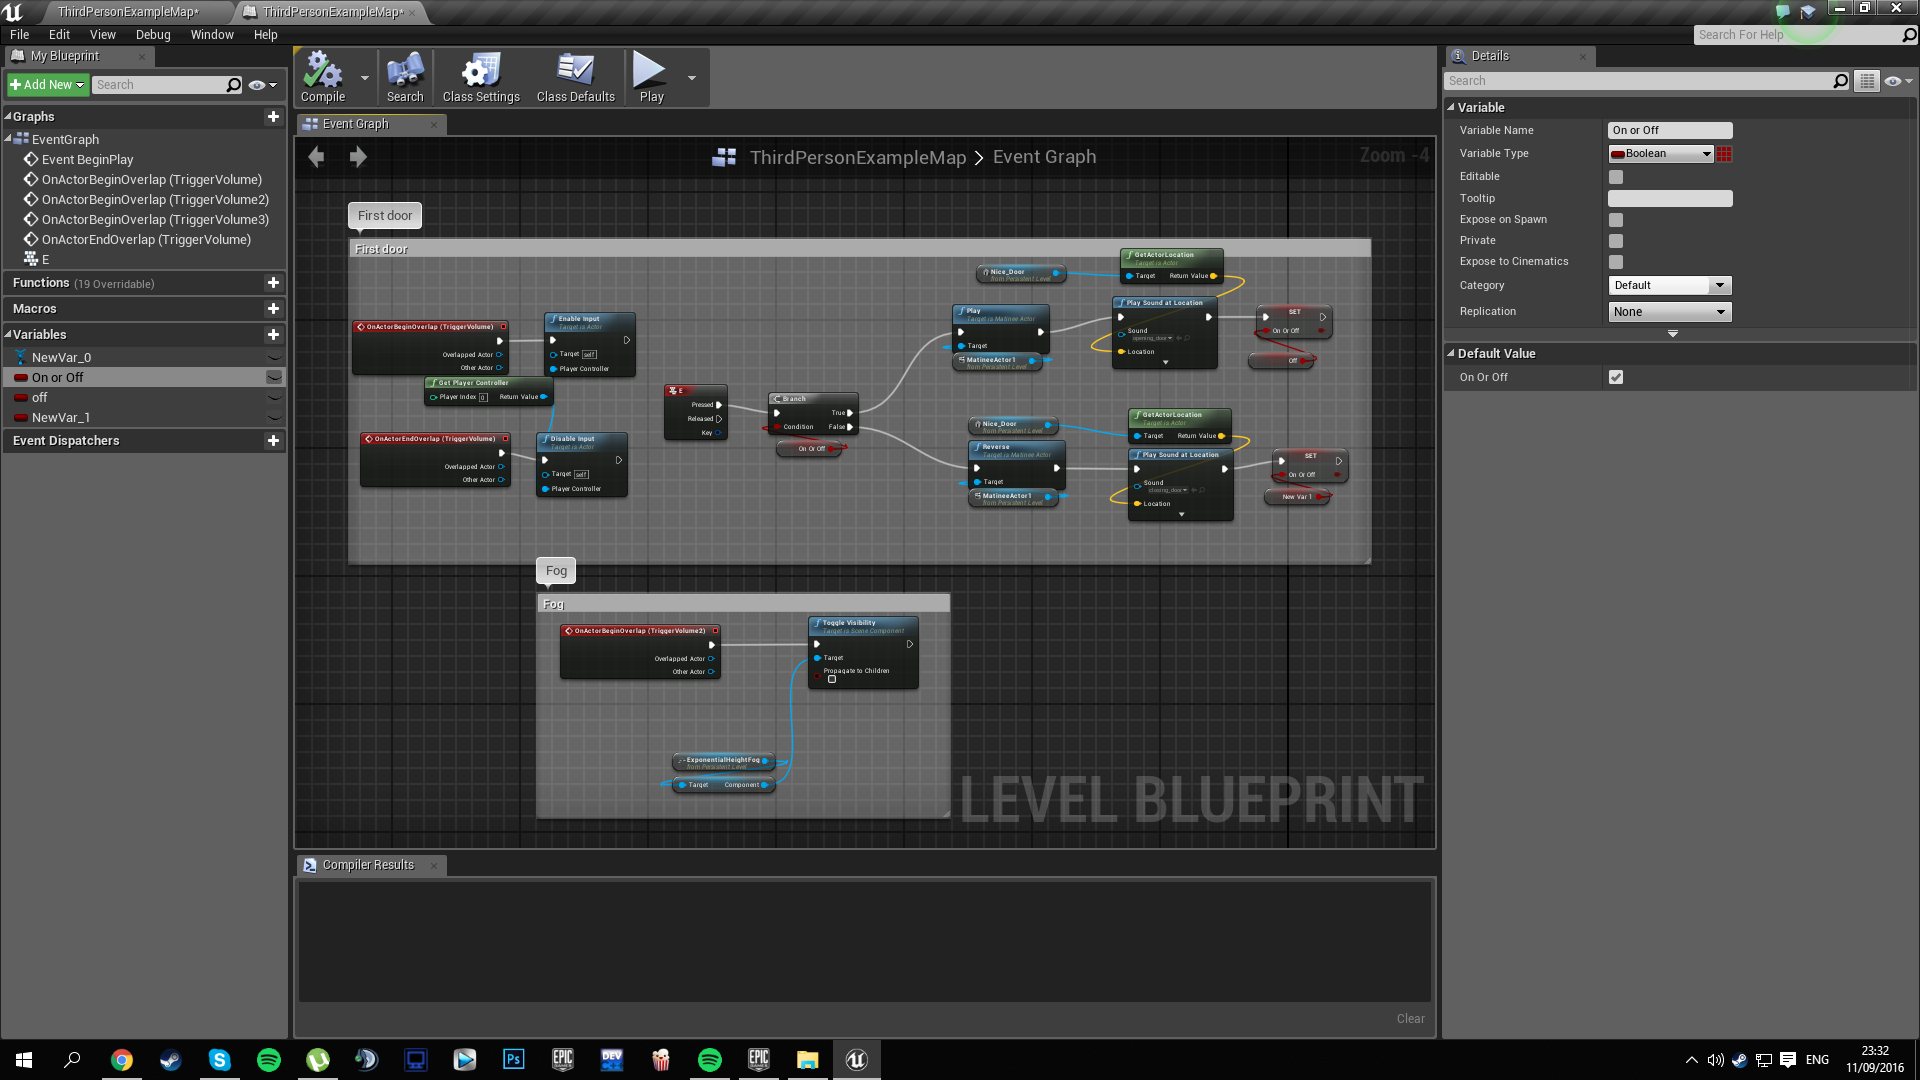 ThirdPersonExampleMap*
ThirdPersonExampleMap*
File Edit View Debug Window Help
Search For Help
My Blueprint
Add New
Search
Graphs
EventGraph
Event BeginPlay
OnActorBeginOverlap (TriggerVolume)
OnActorBeginOverlap (TriggerVolume2)
OnActorBeginOverlap (TriggerVolume3)
OnActorEndOverlap (TriggerVolume)
E
Functions (19 Overridable)
Macros
Variables
NewVar_0
On or Off
off
NewVar_1
Event Dispatchers
Compile
Search
Class Settings
Class Defaults
Play
Event Graph
ThirdPersonExampleMap > Event Graph
Zoom -4
First door
First door
OnActorBeginOverlap (TriggerVolume)
Overlapped Actor
Other Actor
Enable Input
Target is Actor
Target self
Player Controller
Get Player Controller
Player Index 0 Return Value
OnActorEndOverlap (TriggerVolume)
Overlapped Actor
Other Actor
Disable Input
Target is Actor
Target self
Player Controller
E
Pressed
Released
Key
Branch
True
Condition False
On Or Off
Nice_Door
from Persistent Level
GetActorLocation
Target is Actor
Target Return Value
Play
Target is Matinee Actor
Target
MatineeActor1
from Persistent Level
Play Sound at Location
Sound
opening_door
Location
SET
On Or Off
Off
Nice_Door
from Persistent Level
GetActorLocation
Target is Actor
Target Return Value
Reverse
Target is Matinee Actor
Target
MatineeActor1
from Persistent Level
Play Sound at Location
Sound
closing_door
Location
SET
On Or Off
New Var 1
Fog
Fog
OnActorBeginOverlap (TriggerVolume2)
Overlapped Actor
Other Actor
Toggle Visibility
Target is Scene Component
Target
Propagate to Children
ExponentialHeightFog
from Persistent Level
Target Component
LEVEL BLUEPRINT
Compiler Results
Clear
Details
Search
Variable
Variable Name On or Off
Variable Type Boolean
Editable
Tooltip
Expose on Spawn
Private
Expose to Cinematics
Category Default
Replication None
Default Value
On Or Off
Ps
EPIC GAMES
DEV
EPIC GAMES
ENG
23:32
11/09/2016